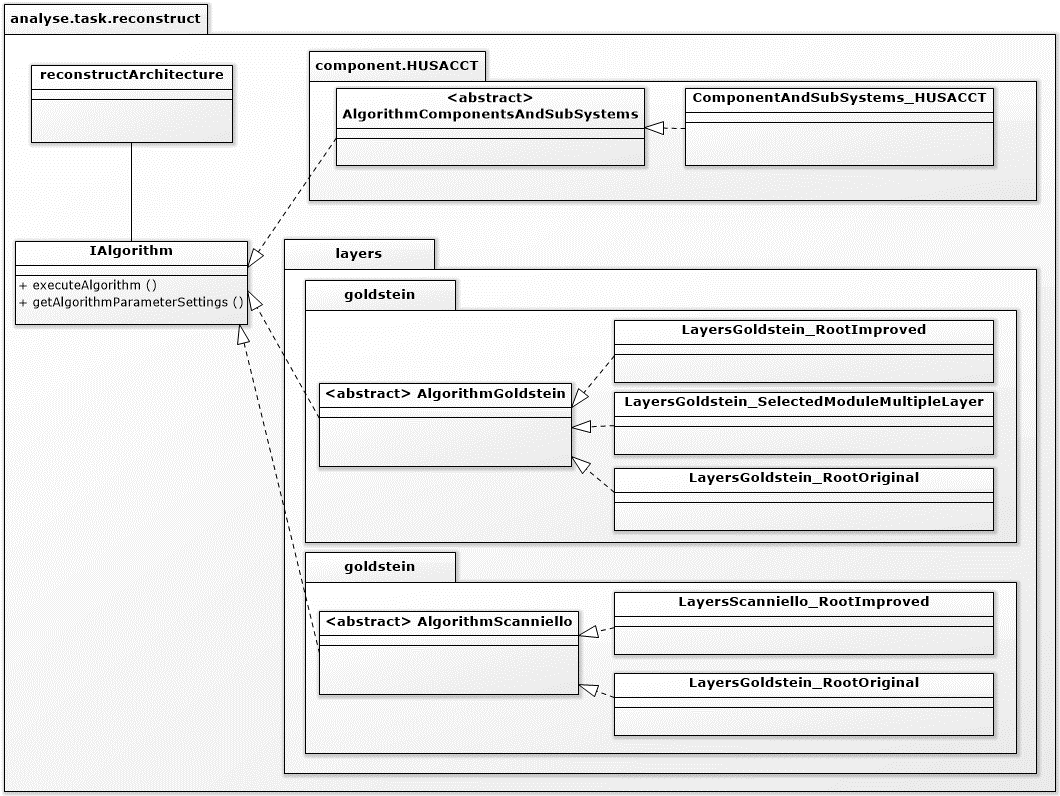 analyse.task.reconstruct
reconstructArchitecture
component.HUSACCT
<abstract>
AlgorithmComponentsAndSubSystems
ComponentAndSubSystems_HUSACCT
IAlgorithm
+ executeAlgorithm ()
+ getAlgorithmParameterSettings ()
layers
goldstein
<abstract> AlgorithmGoldstein
LayersGoldstein_RootImproved
LayersGoldstein_SelectedModuleMultipleLayer
LayersGoldstein_RootOriginal
goldstein
<abstract> AlgorithmScanniello
LayersScanniello_RootImproved
LayersGoldstein_RootOriginal